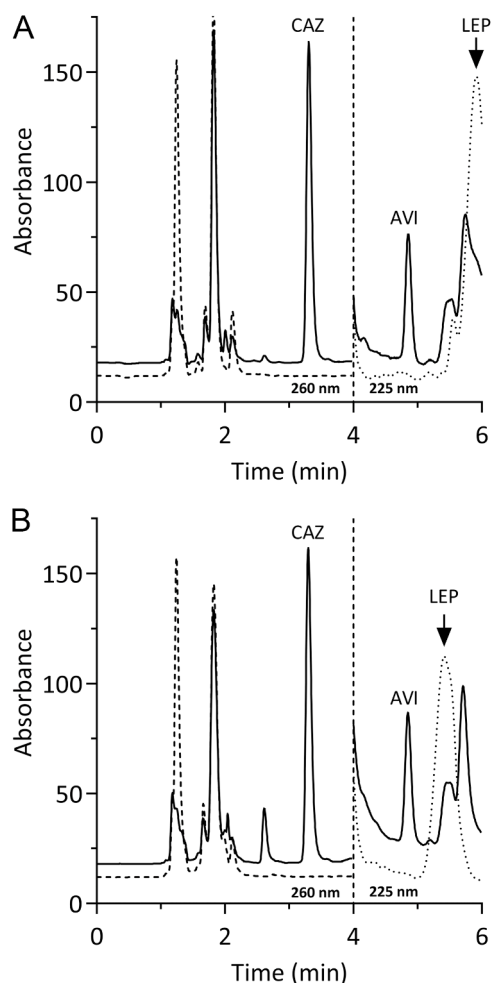 A
CAZ
LEP
150
AVI
100
Absorbance
50
260 nm
225 nm
0
0
2
4
6
Time (min)
B
CAZ
150
LEP
AVI
100
Absorbance
50
260 nm
225 nm
0
0
2
4
6
Time (min)